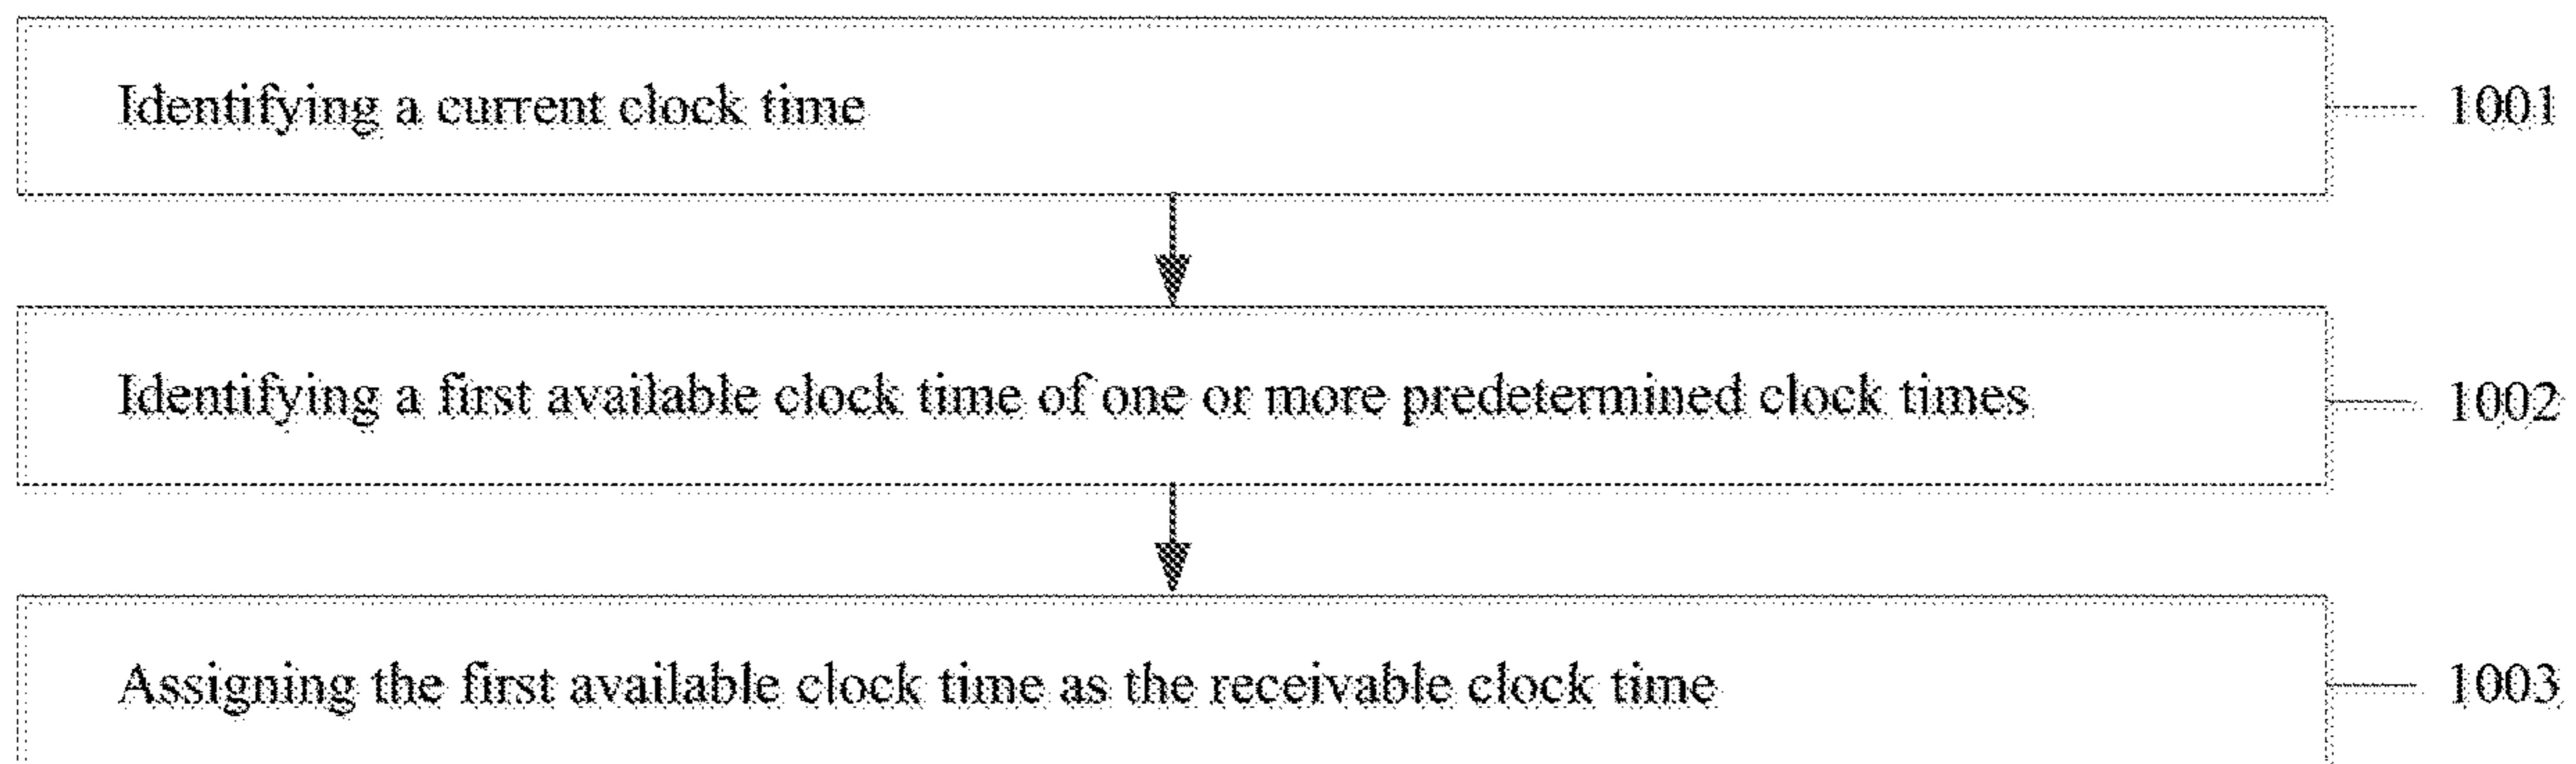 Identifying a current clock time 1001
Identifying a first available clock time of one or more predetermined clock times 1002
Assigning the first available clock time as the receivable clock time 1003